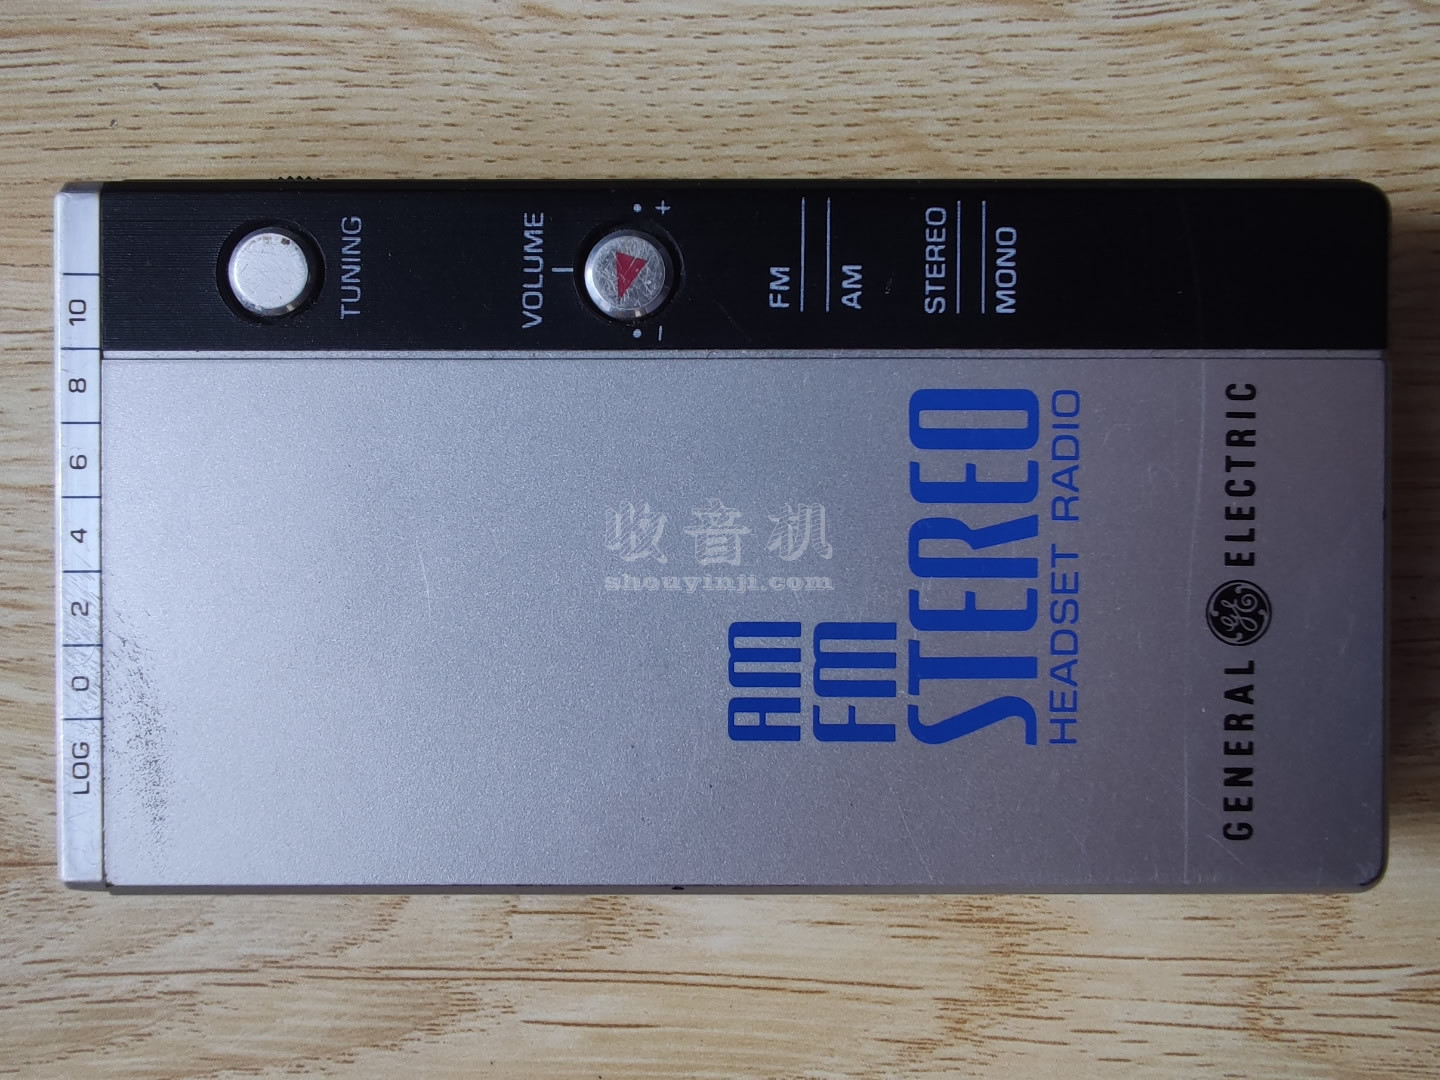 LOG 0 2 4 6 8 10
TUNING
VOLUME
- +
FM
AM
STEREO
MONO
AM
FM
STEREO
HEADSET RADIO
GENERAL GE ELECTRIC
收音机
shouyinji.com